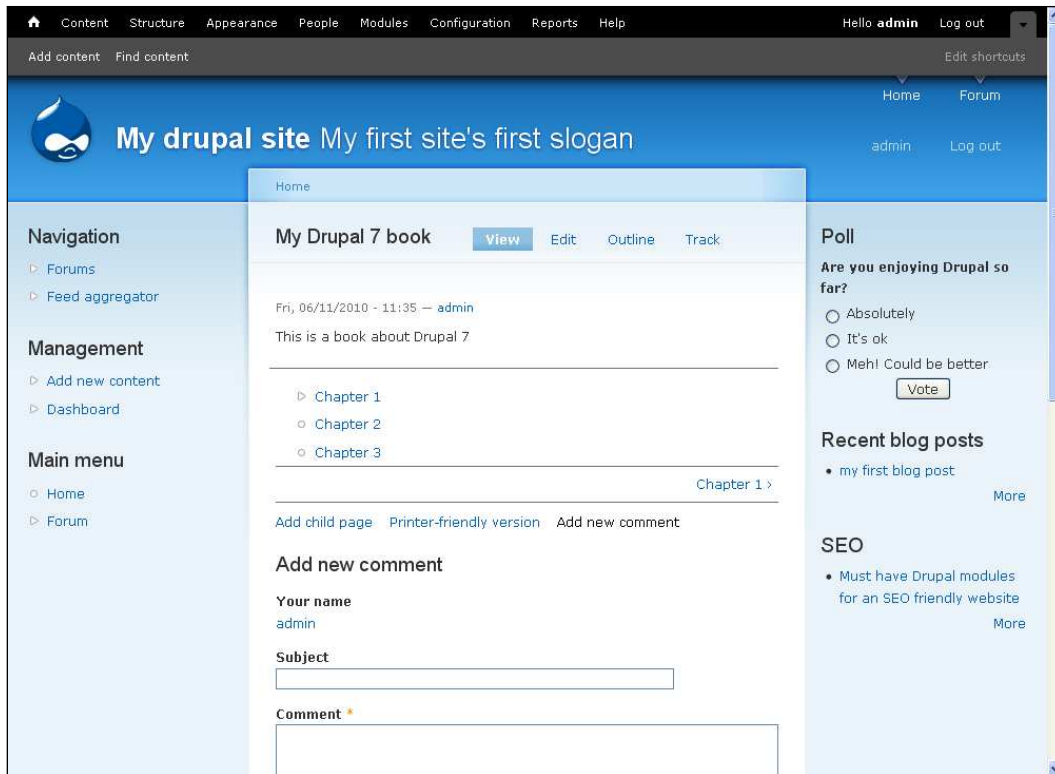 Content Structure Appearance People Modules Configuration Reports Help Hello admin Log out
Add content Find content Edit shortcuts
Home Forum
My drupal site My first site's first slogan
admin Log out
Home
Navigation
Forums
Feed aggregator
Management
Add new content
Dashboard
Main menu
Home
Forum
My Drupal 7 book View Edit Outline Track
Fri, 06/11/2010 - 11:35 — admin
This is a book about Drupal 7
Chapter 1
Chapter 2
Chapter 3
Chapter 1 ›
Add child page Printer-friendly version Add new comment
Add new comment
Your name
admin
Subject
Comment *
Poll
Are you enjoying Drupal so
far?
Absolutely
It's ok
Meh! Could be better
Vote
Recent blog posts
my first blog post
More
SEO
Must have Drupal modules
for an SEO friendly website
More